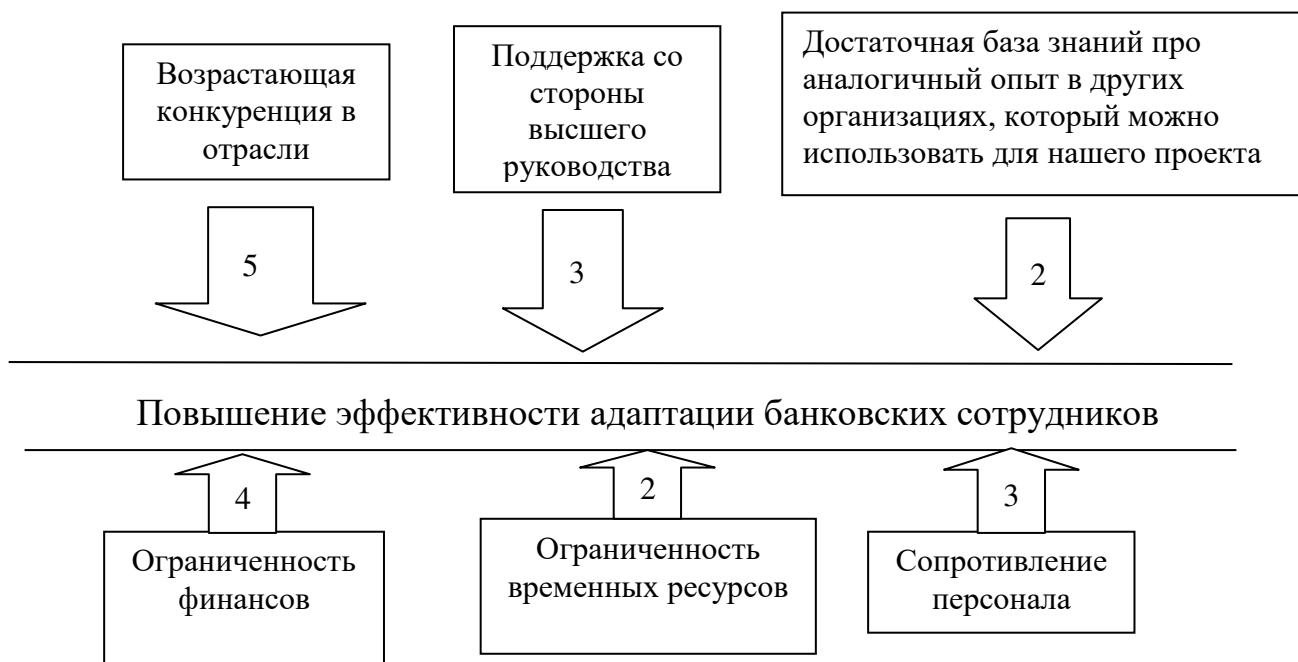 Возрастающая
конкуренция в
отрасли
Поддержка со
стороны
высшего
руководства
Достаточная база знаний про
аналогичный опыт в других
организациях, который можно
использовать для нашего проекта
5
3
2
Повышение эффективности адаптации банковских сотрудников
4
2
3
Ограниченность
финансов
Ограниченность
временных ресурсов
Сопротивление
персонала